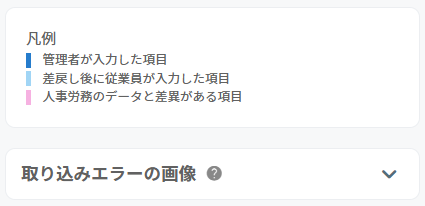 凡例
管理者が入力した項目
差戻し後に従業員が入力した項目
人事労務のデータと差異がある項目
取り込みエラーの画像 ?